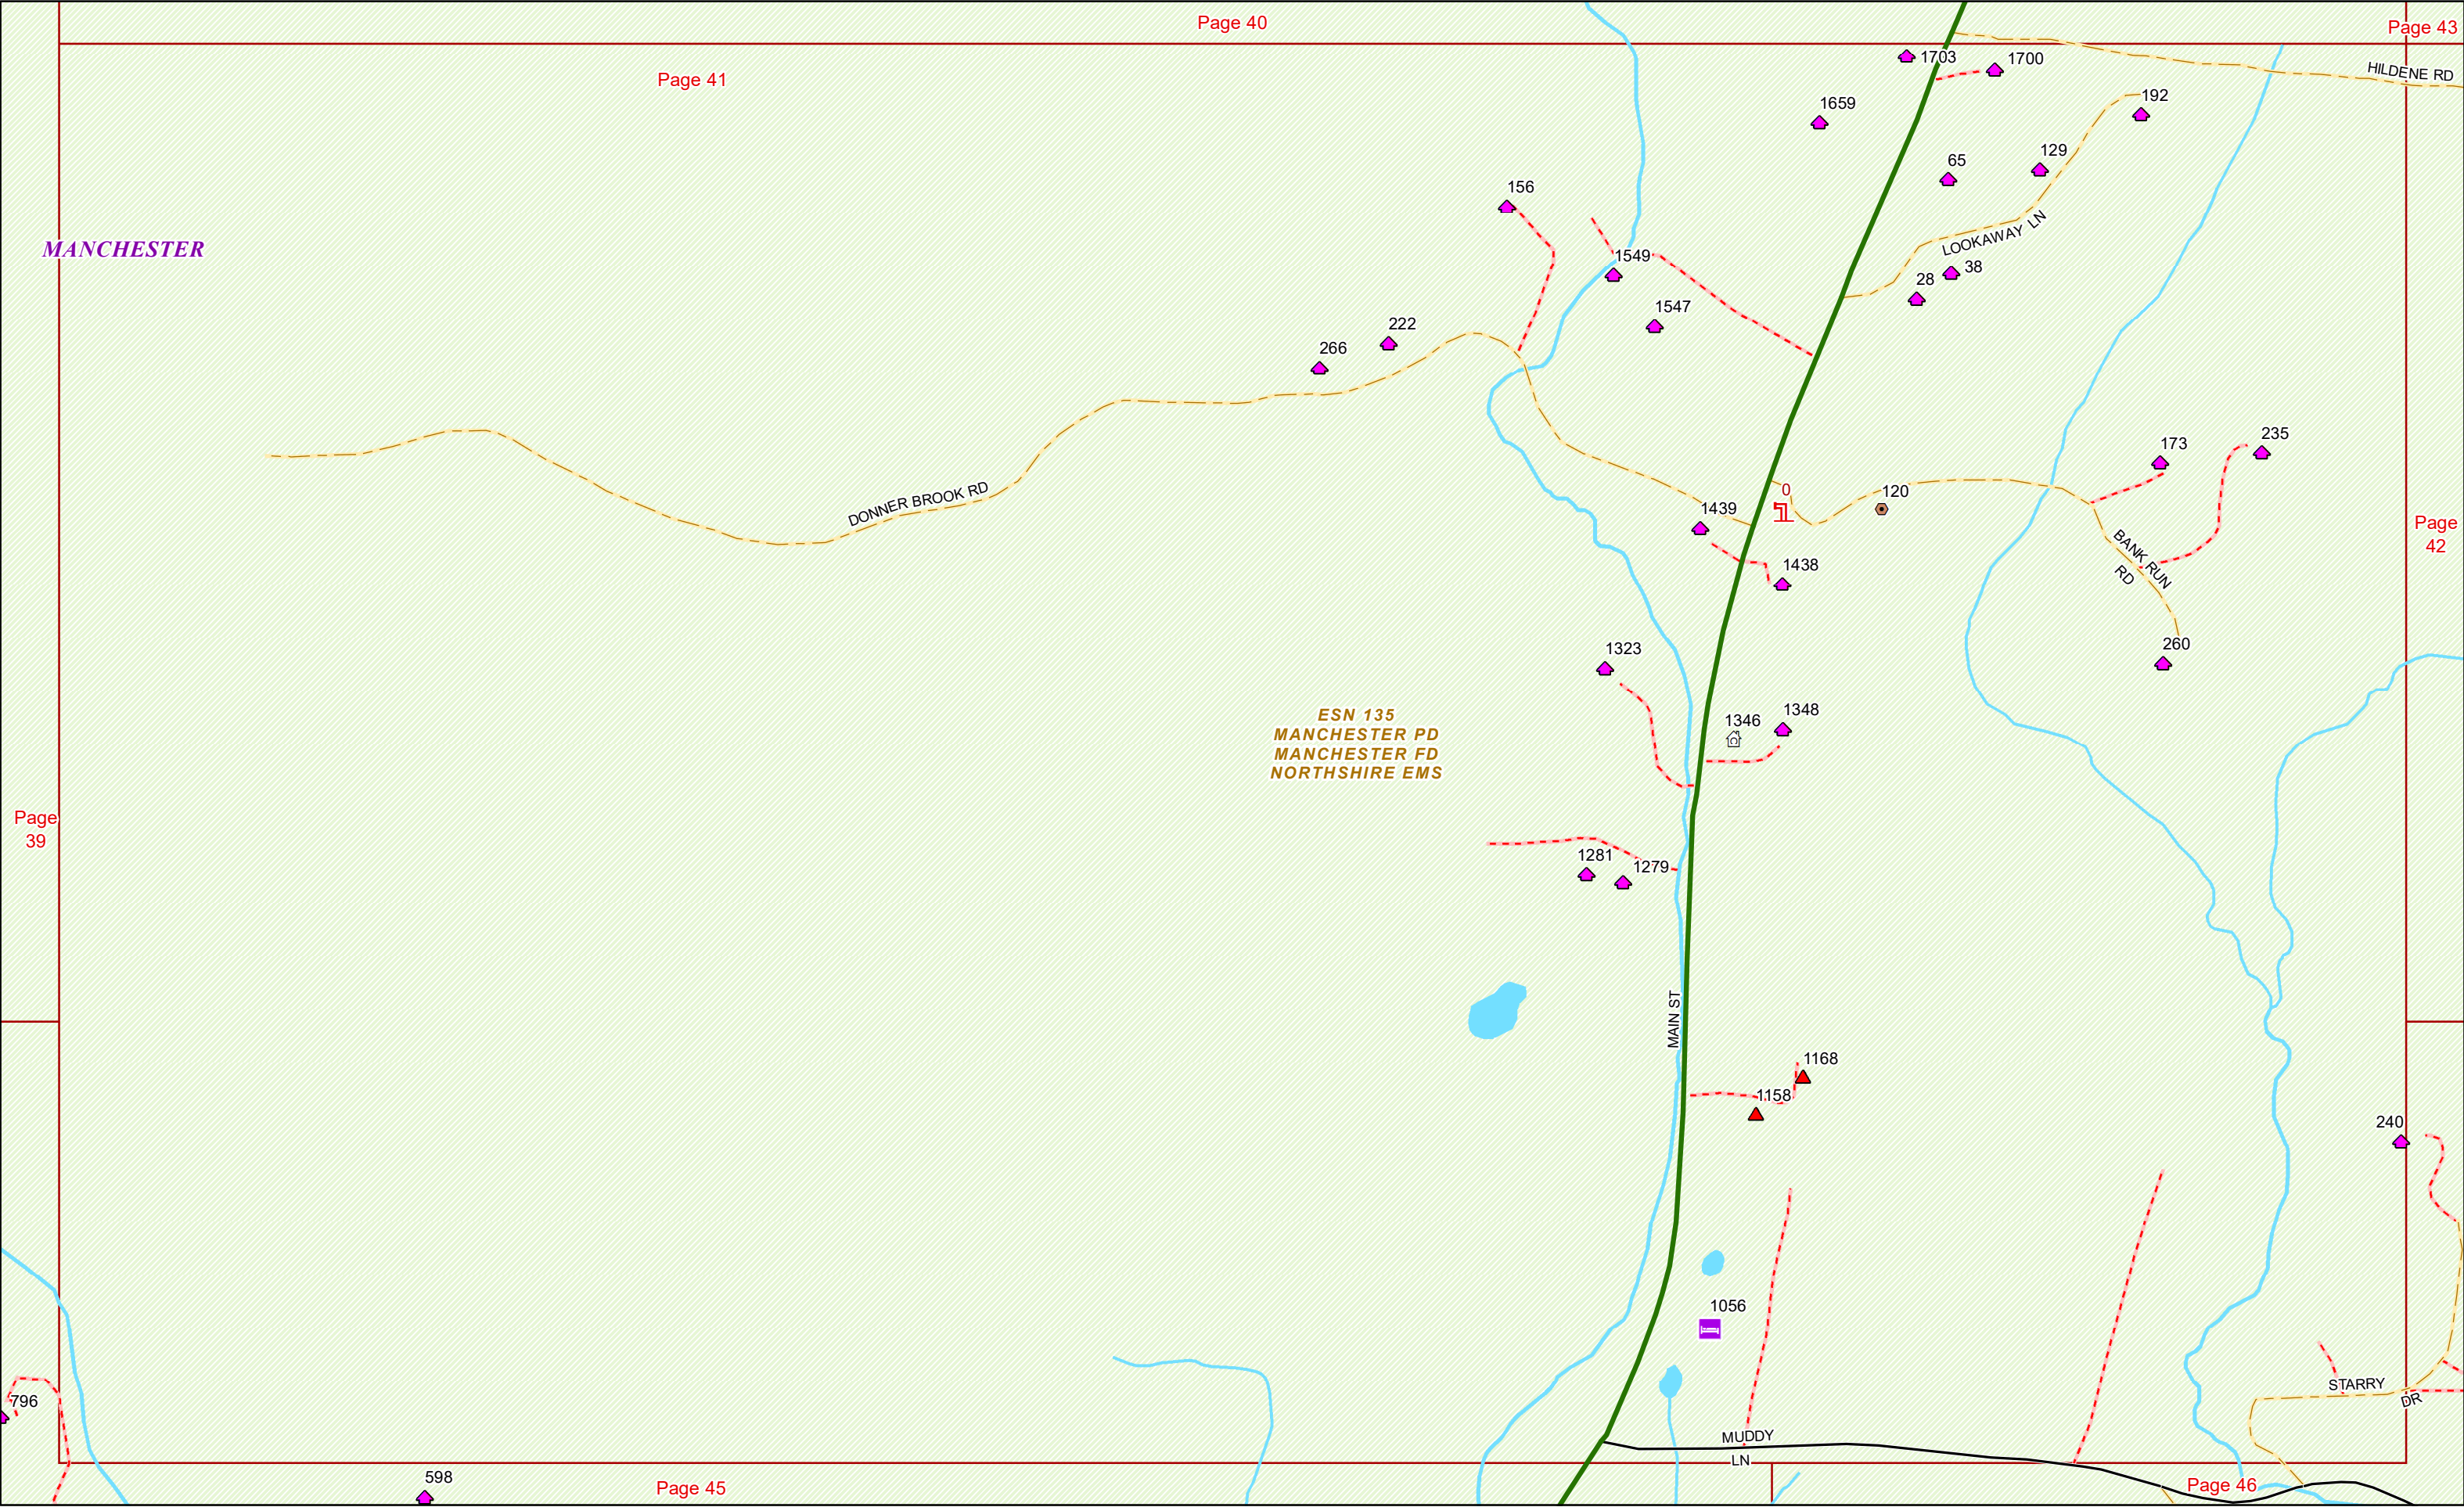 Page 40
Page 43
Page 41
1703
1700
HILDENE RD
192
1659
129
65
156
LOOKAWAY LN
MANCHESTER
1549
38
28
1547
222
266
235
173
DONNER BROOK RD
0
120
1439
Page
42
BANK RUN
RD
1438
1323
260
1348
1346
ESN 135
MANCHESTER PD
MANCHESTER FD
NORTHSHIRE EMS
Page
39
1281
1279
MAIN ST
1168
1158
240
1056
STARRY
DR
796
MUDDY
LN
598
Page 45
Page 46